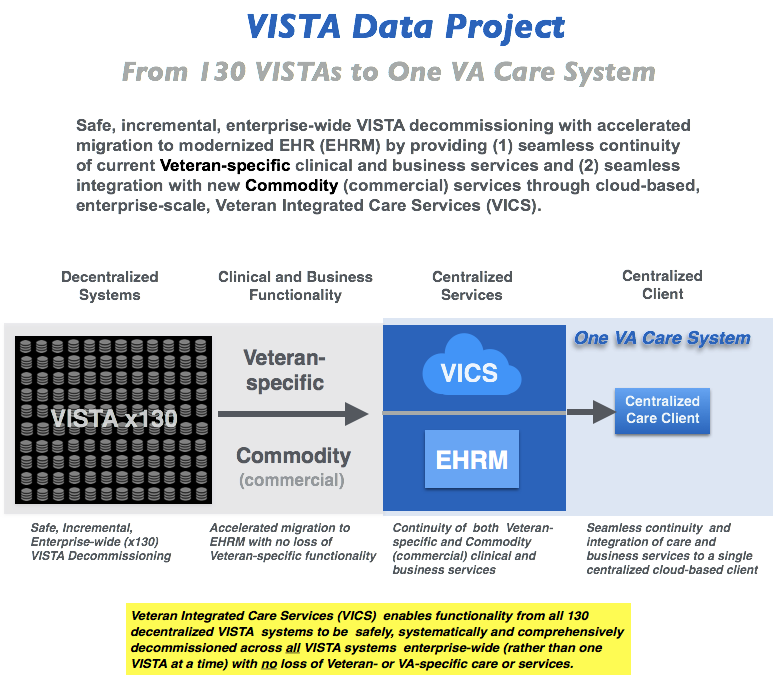 VISTA Data Project
From 130 VISTAs to One VA Care System
Safe, incremental, enterprise-wide VISTA decommissioning with accelerated
migration to modernized EHR (EHRM) by providing (1) seamless continuity
of current Veteran-specific clinical and business services and (2) seamless
integration with new Commodity (commercial) services through cloud-based,
enterprise-scale, Veteran Integrated Care Services (VICS).
Decentralized
Systems
Clinical and Business
Functionality
Centralized
Services
Centralized
Client
VISTA x130
Veteran-
specific
Commodity
(commercial)
VICS
EHRM
One VA Care System
Centralized
Care Client
Safe, Incremental,
Enterprise-wide (x130)
VISTA Decommissioning
Accelerated migration to
EHRM with no loss of
Veteran-specific functionality
Continuity of both Veteran-
specific and Commodity
(commercial) clinical and
business services
Seamless continuity and
integration of care and
business services to a single
centralized cloud-based client
Veteran Integrated Care Services (VICS) enables functionality from all 130
decentralized VISTA systems to be safely, systematically and comprehensively
decommissioned across all VISTA systems enterprise-wide (rather than one
VISTA at a time) with no loss of Veteran- or VA-specific care or services.